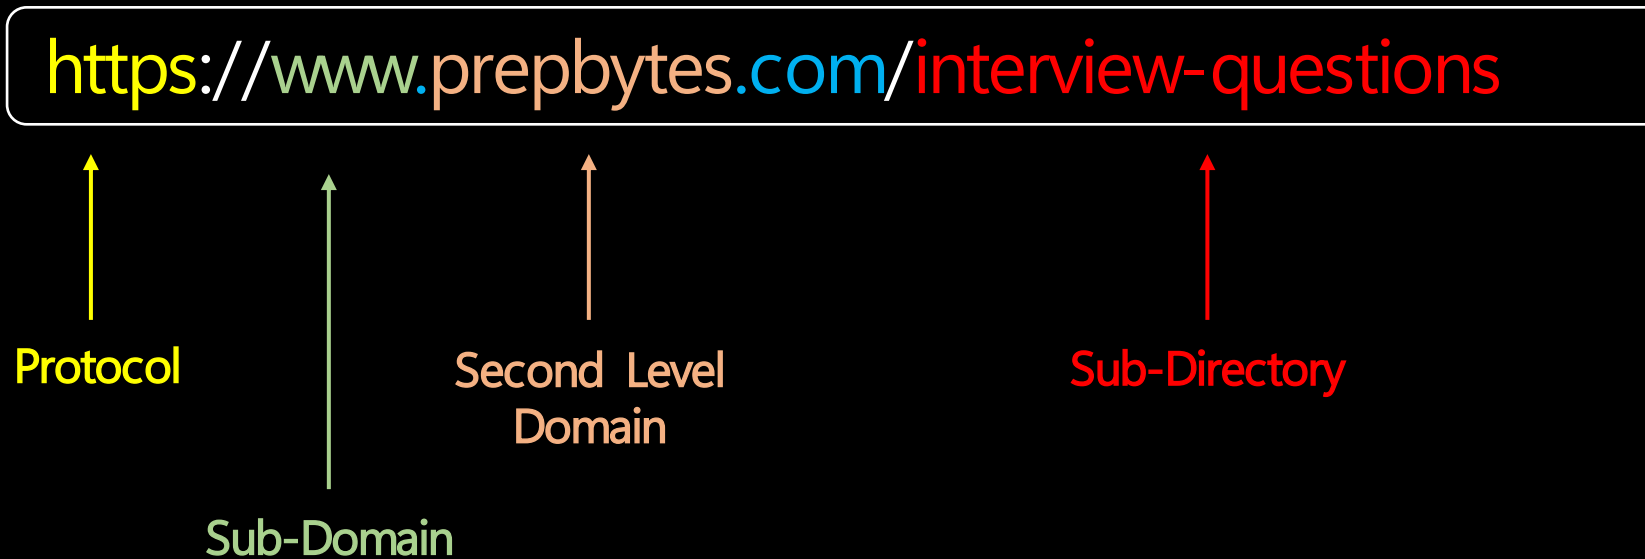 https://www.prepbytes.com/interview-questions
Protocol
Second Level
Domain
Sub-Directory
Sub-Domain